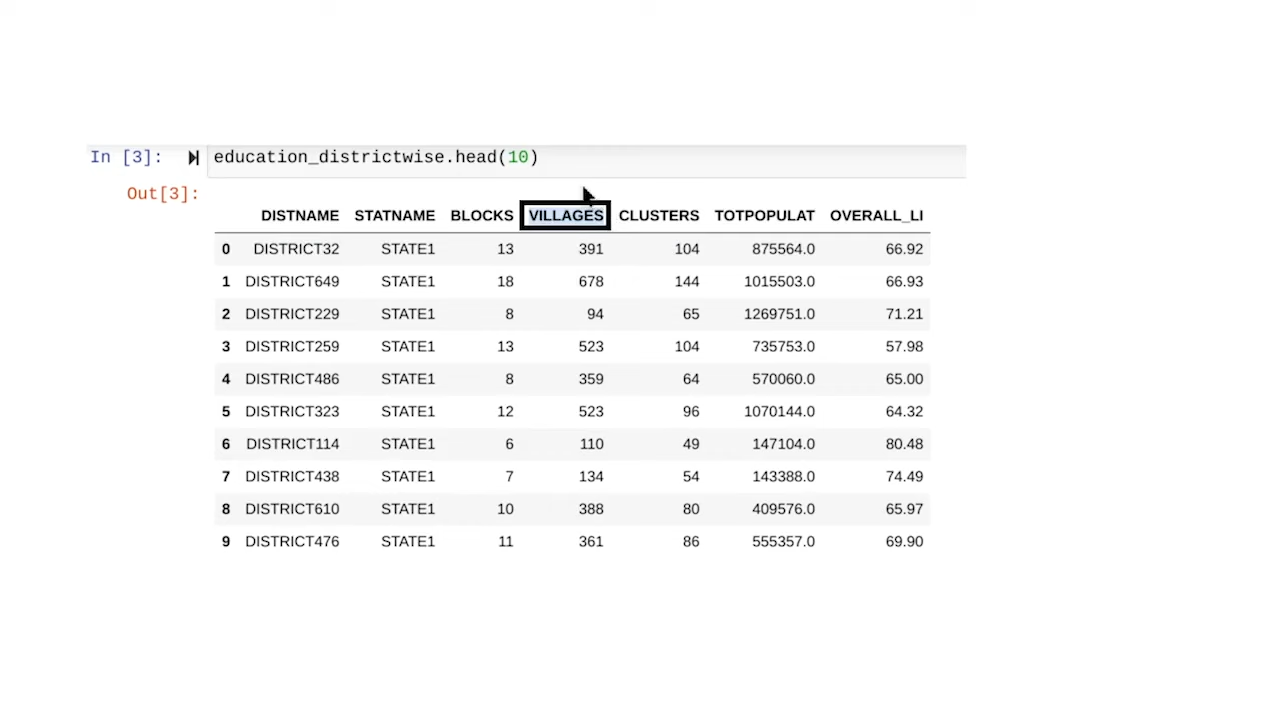 In [3]: education_districtwise.head(10)
Out[3]:
DISTNAME STATNAME BLOCKS VILLAGES CLUSTERS TOTPOPULAT OVERALL_LI
0 DISTRICT32 STATE1 13 391 104 875564.0 66.92
1 DISTRICT649 STATE1 18 678 144 1015503.0 66.93
2 DISTRICT229 STATE1 8 94 65 1269751.0 71.21
3 DISTRICT259 STATE1 13 523 104 735753.0 57.98
4 DISTRICT486 STATE1 8 359 64 570060.0 65.00
5 DISTRICT323 STATE1 12 523 96 1070144.0 64.32
6 DISTRICT114 STATE1 6 110 49 147104.0 80.48
7 DISTRICT438 STATE1 7 134 54 143388.0 74.49
8 DISTRICT610 STATE1 10 388 80 409576.0 65.97
9 DISTRICT476 STATE1 11 361 86 555357.0 69.90